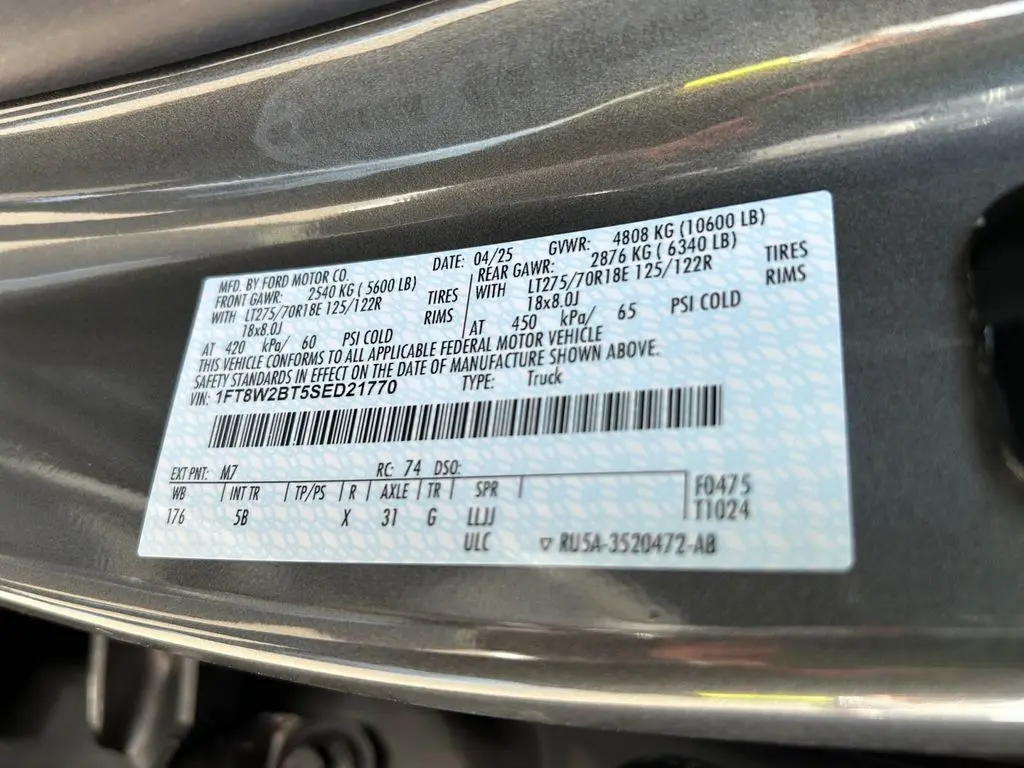 MFD. BY FORD MOTOR CO. DATE: 04/25 GVWR: 4808 KG (10600 LB)
FRONT GAWR: 2540 KG ( 5600 LB) REAR GAWR: 2876 KG ( 6340 LB)
WITH LT275/70R18E 125/122R TIRES WITH LT275/70R18E 125/122R TIRES
18x8.0J RIMS 18x8.0J RIMS
AT 420 kPa/ 60 PSI COLD AT 450 kPa/ 65 PSI COLD
THIS VEHICLE CONFORMS TO ALL APPLICABLE FEDERAL MOTOR VEHICLE
SAFETY STANDARDS IN EFFECT ON THE DATE OF MANUFACTURE SHOWN ABOVE.
VIN: 1FT8W2BT5SED21770 TYPE: Truck
EXT PNT: M7 RC: 74 DSO:
WB INT TR TP/PS R AXLE TR SPR F0475
176 5B X 31 G LLJJ T1024
ULC ▽ RU5A-3520472-AB